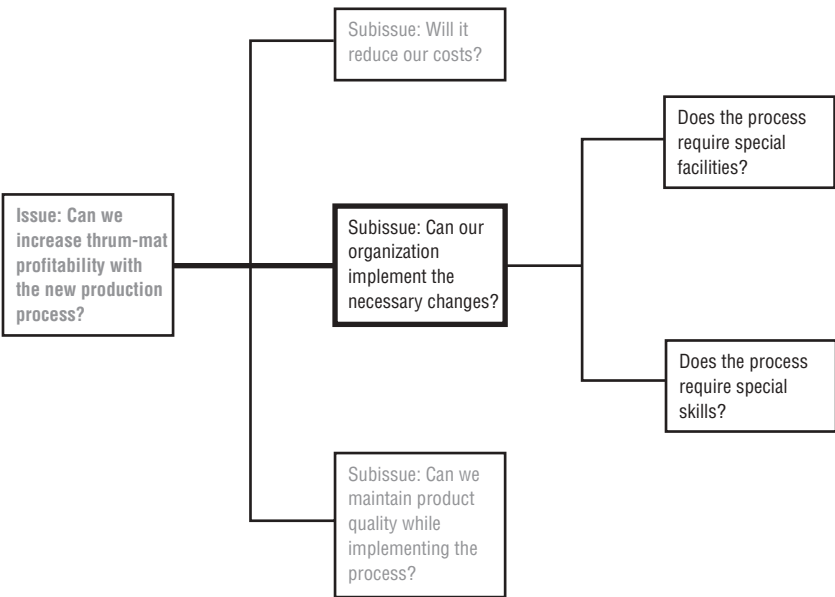 Subissue: Will it
reduce our costs?
Does the process
require special
facilities?
Issue: Can we
increase thrum-mat
profitability with
the new production
process?
Subissue: Can our
organization
implement the
necessary changes?
Does the process
require special
skills?
Subissue: Can we
maintain product
quality while
implementing the
process?